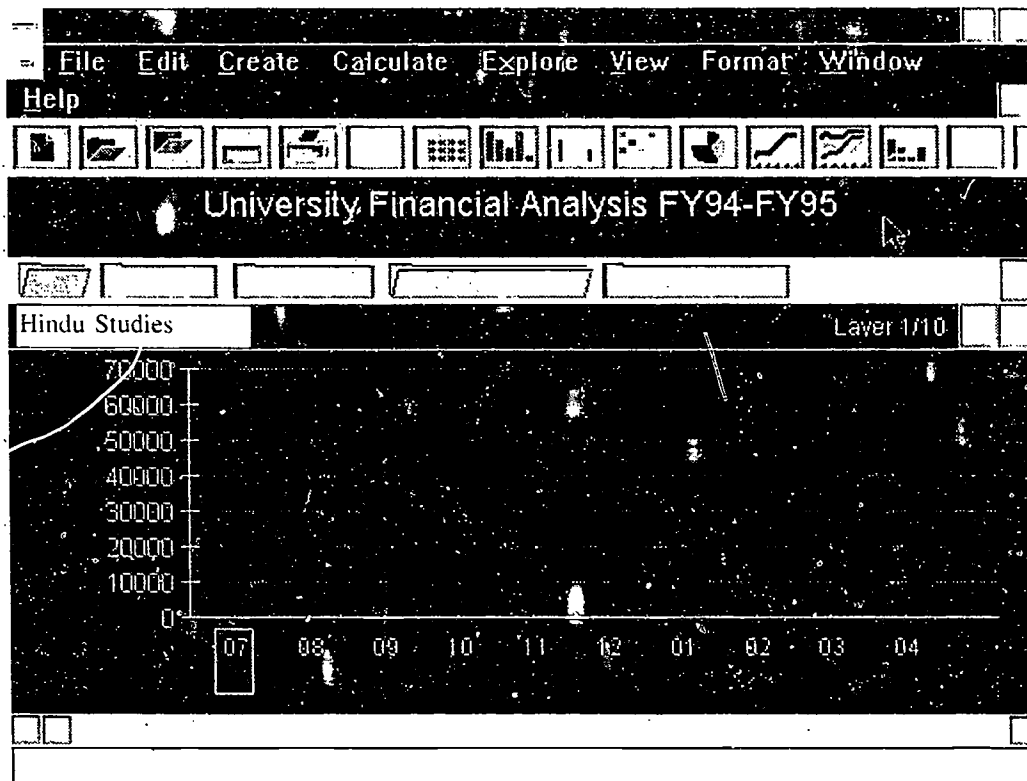 File Edit Create Calculate Explore View Format Window
Help
University Financial Analysis FY94-FY95
Hindu Studies
Layer 1/10
70000
60000
50000
40000
30000
20000
10000
0
07 08 09 10 11 12 01 02 03 04